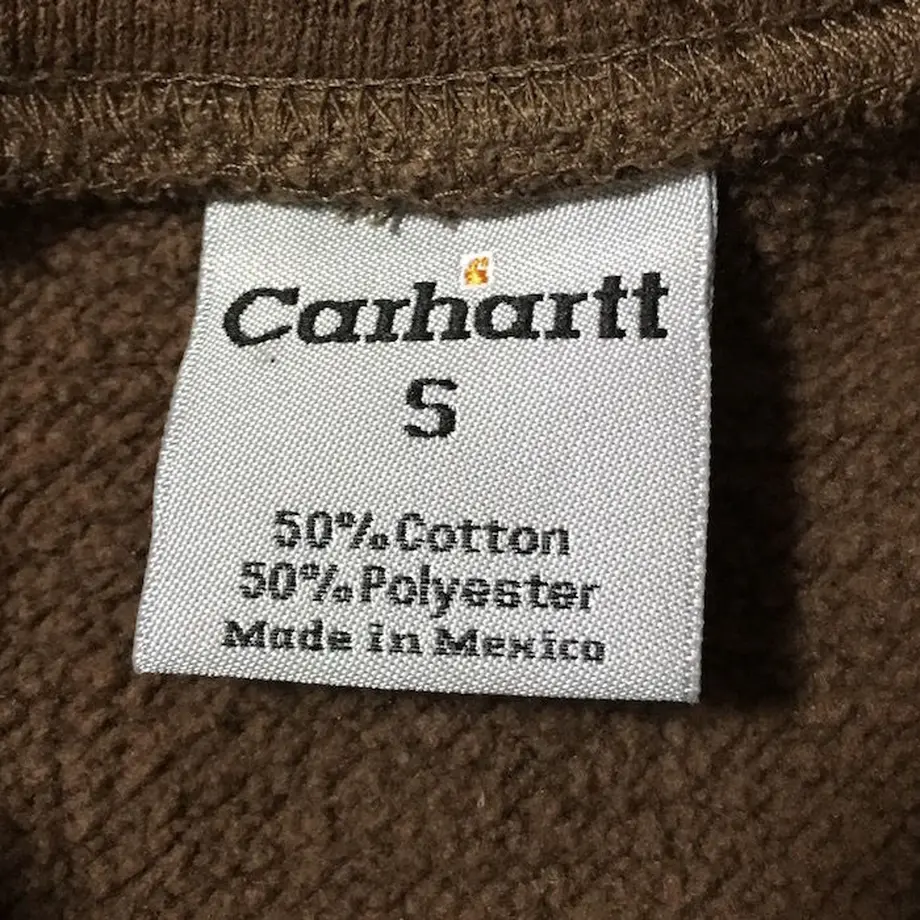 Carhartt
S
50% Cotton
50% Polyester
Made in Mexico